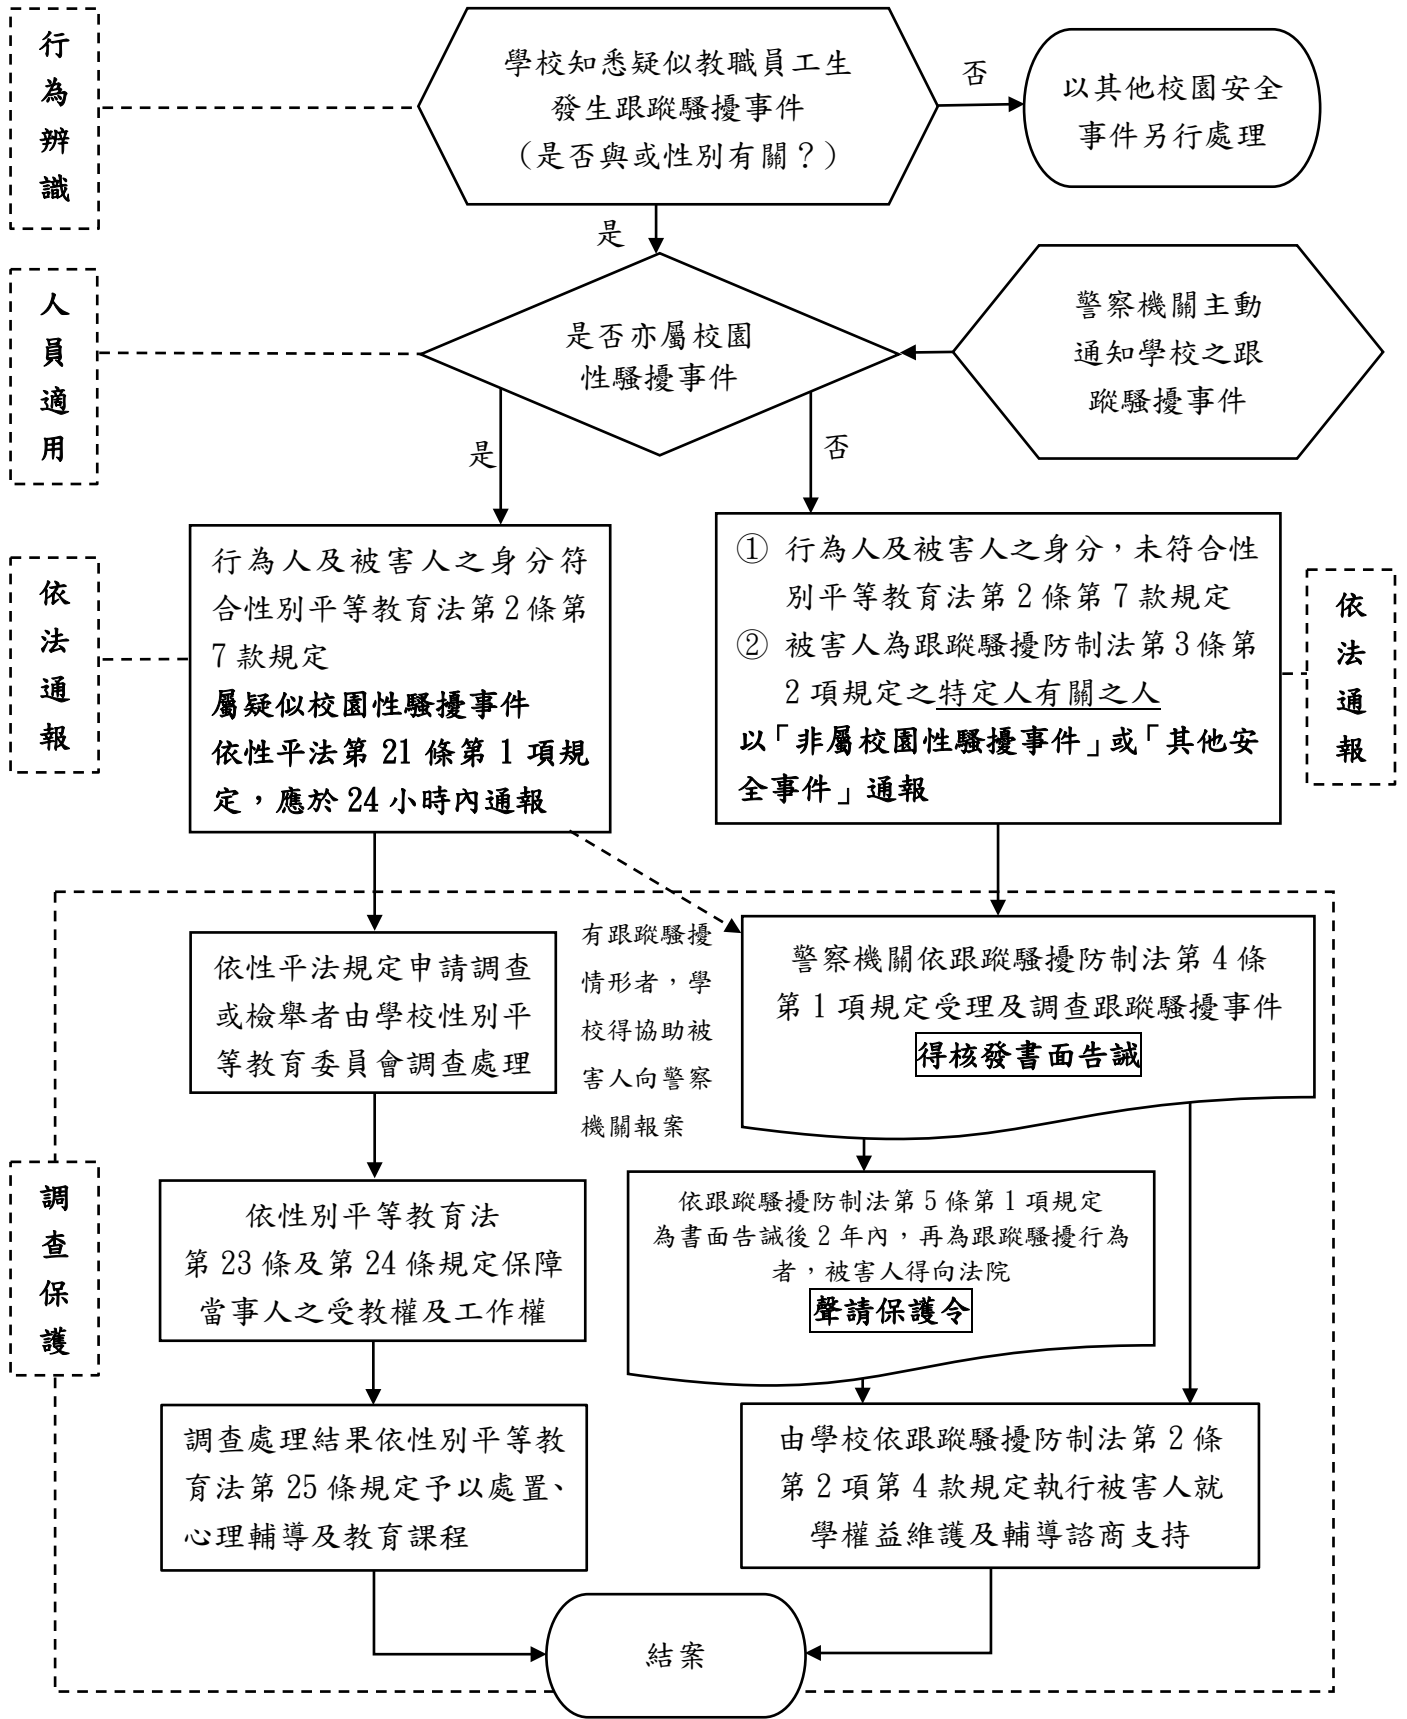 行為辨識
學校知悉疑似教職員工生
發生跟蹤騷擾事件
（是否與或性別有關？）
否
以其他校園安全
事件另行處理
是
人員適用
是否亦屬校園
性騷擾事件
警察機關主動
通知學校之跟
蹤騷擾事件
是
否
依法通報
行為人及被害人之身分符
合性別平等教育法第2條第
7款規定
屬疑似校園性騷擾事件
依性平法第21條第1項規
定，應於24小時內通報
① 行為人及被害人之身分，未符合性
別平等教育法第2條第7款規定
② 被害人為跟蹤騷擾防制法第3條第
2項規定之特定人有關之人
以「非屬校園性騷擾事件」或「其他安
全事件」通報
依法通報
調查保護
依性平法規定申請調查
或檢舉者由學校性別平
等教育委員會調查處理
有跟蹤騷擾
情形者，學
校得協助被
害人向警察
機關報案
警察機關依跟蹤騷擾防制法第4條
第1項規定受理及調查跟蹤騷擾事件
得核發書面告誡
依性別平等教育法
第23條及第24條規定保障
當事人之受教權及工作權
依跟蹤騷擾防制法第5條第1項規定
為書面告誡後2年內，再為跟蹤騷擾行為
者，被害人得向法院
聲請保護令
調查處理結果依性別平等教
育法第25條規定予以處置、
心理輔導及教育課程
由學校依跟蹤騷擾防制法第2條
第2項第4款規定執行被害人就
學權益維護及輔導諮商支持
結案